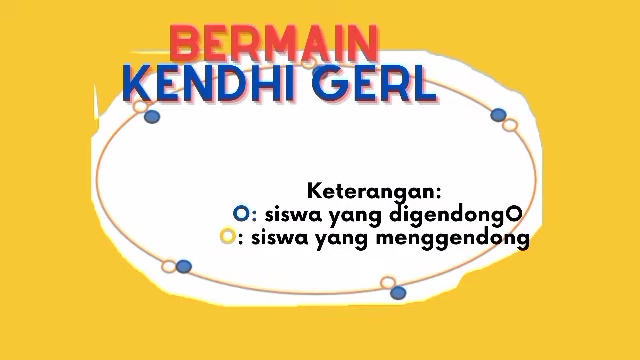 BERMAIN
KENDHI GERL
Keterangan:
O: siswa yang digendongO
O: siswa yang menggendong